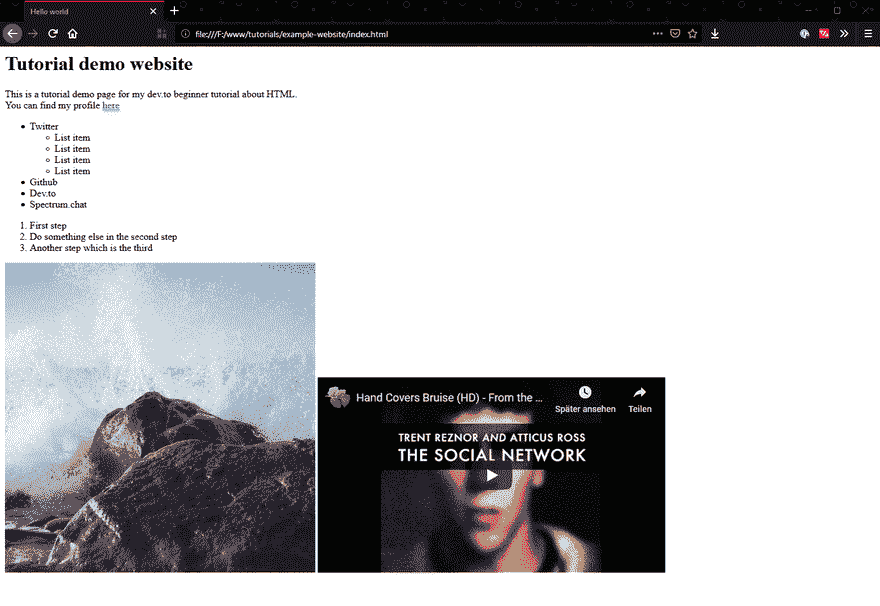 Hello world
file:///F:/www/tutorials/example-website/index.html
Tutorial demo website
This is a tutorial demo page for my dev.to beginner tutorial about HTML.
You can find my profile here
Twitter
List item
List item
List item
List item
Github
Dev.to
Spectrum.chat
1. First step
2. Do something else in the second step
3. Another step which is the third
Hand Covers Bruise (HD) - From the ...
Später ansehen
Teilen
TRENT REZNOR AND ATTICUS ROSS
THE SOCIAL NETWORK